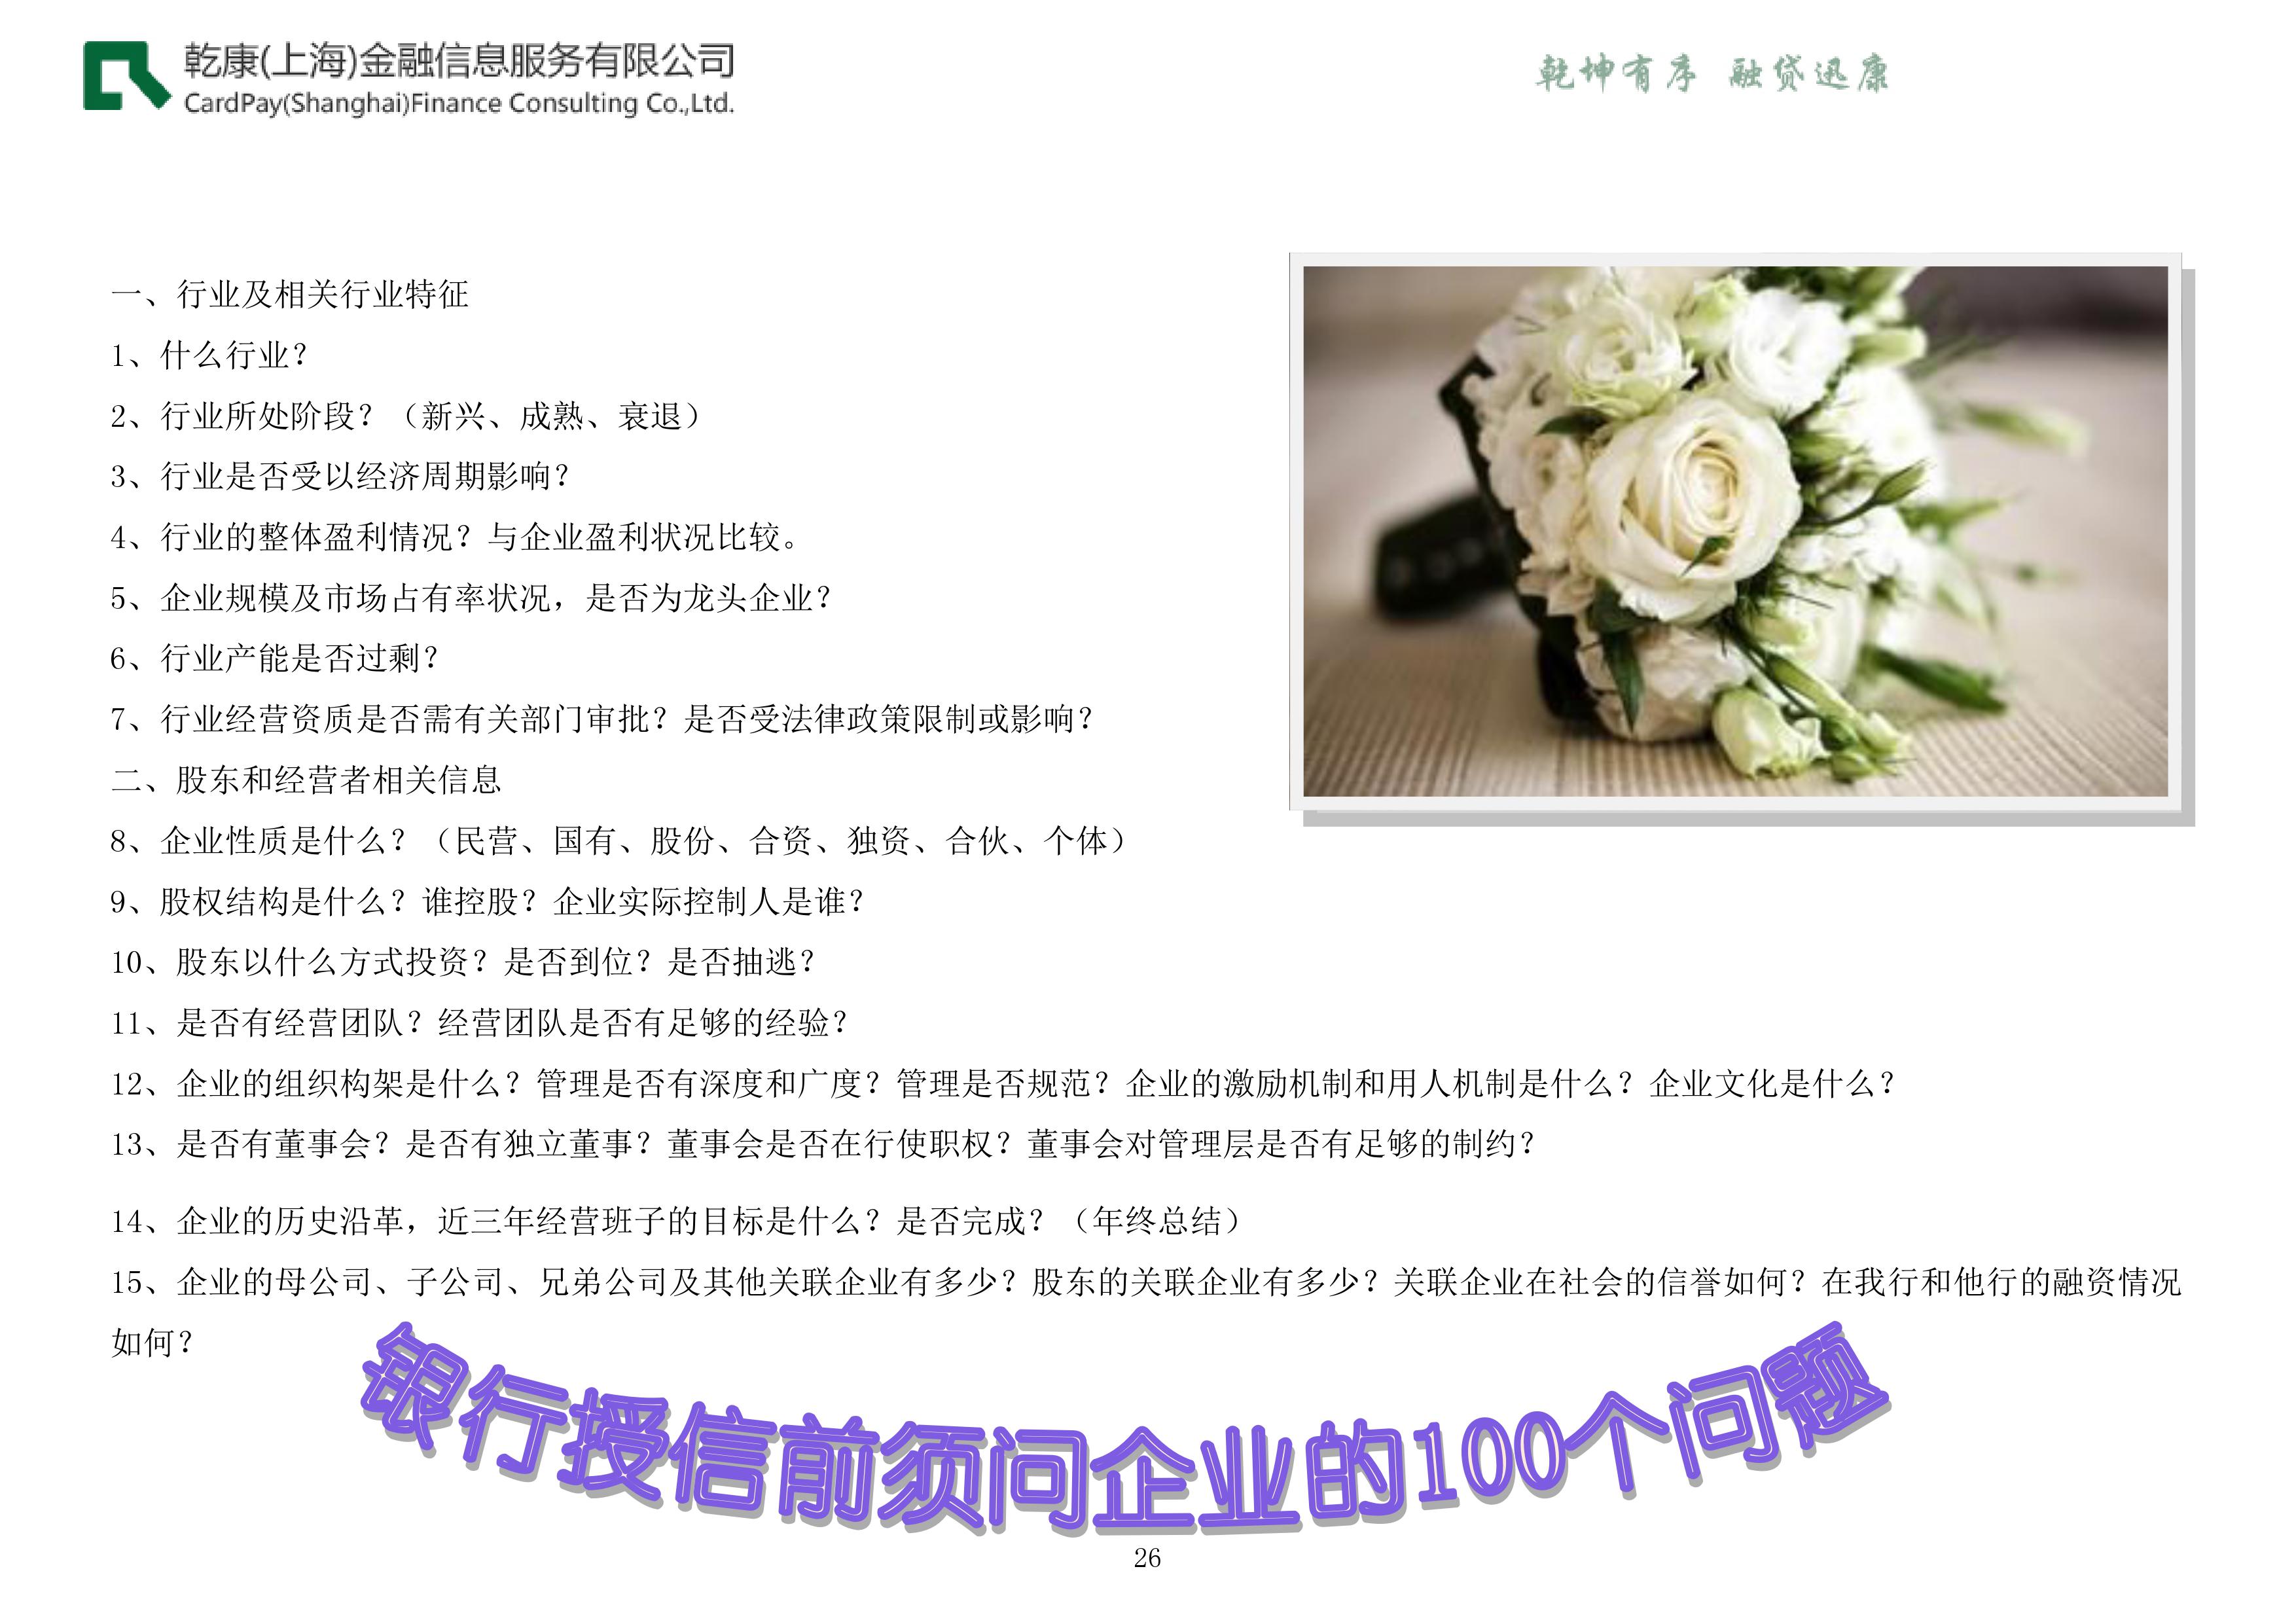 乾康(上海)金融信息服务有限公司
CardPay(Shanghai)Finance Consulting Co.,Ltd.
乾坤有序 融贷迅康
一、行业及相关行业特征
1、什么行业？
2、行业所处阶段？（新兴、成熟、衰退）
3、行业是否受以经济周期影响？
4、行业的整体盈利情况？与企业盈利状况比较。
5、企业规模及市场占有率状况，是否为龙头企业？
6、行业产能是否过剩？
7、行业经营资质是否需有关部门审批？是否受法律政策限制或影响？
二、股东和经营者相关信息
8、企业性质是什么？（民营、国有、股份、合资、独资、合伙、个体）
9、股权结构是什么？谁控股？企业实际控制人是谁？
10、股东以什么方式投资？是否到位？是否抽逃？
11、是否有经营团队？经营团队是否有足够的经验？
12、企业的组织构架是什么？管理是否有深度和广度？管理是否规范？企业的激励机制和用人机制是什么？企业文化是什么？
13、是否有董事会？是否有独立董事？董事会是否在行使职权？董事会对管理层是否有足够的制约？
14、企业的历史沿革，近三年经营班子的目标是什么？是否完成？（年终总结）
15、企业的母公司、子公司、兄弟公司及其他关联企业有多少？股东的关联企业有多少？关联企业在社会的信誉如何？在我行和他行的融资情况
如何？
银行授信前须问企业的100个问题
26